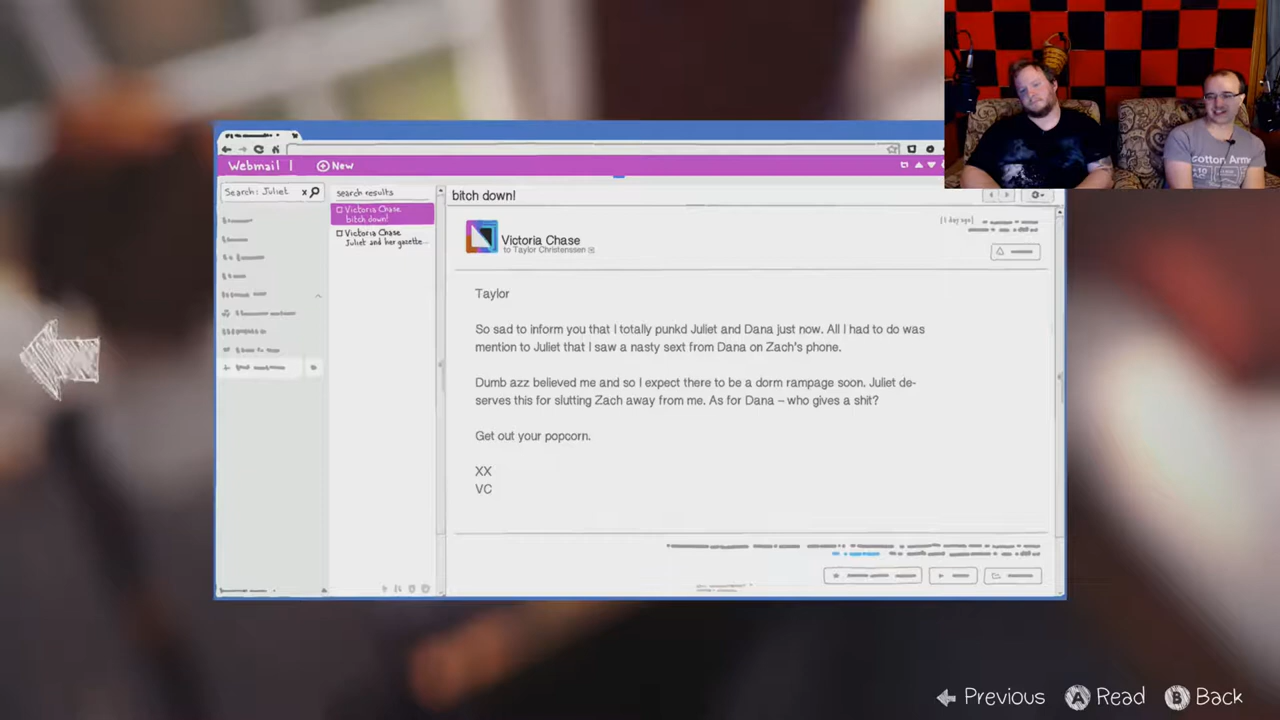 Webmail |
New
Search: Juliet x
search results
bitch down!
Victoria Chase
bitch down!
Victoria Chase
Juliet and her gazette...
Victoria Chase
to Taylor Christenssen
(1 day ago)
Taylor
So sad to inform you that I totally punkd Juliet and Dana just now. All I had to do was
mention to Juliet that I saw a nasty sext from Dana on Zach's phone.
Dumb azz believed me and so I expect there to be a dorm rampage soon. Juliet de-
serves this for slutting Zach away from me. As for Dana – who gives a shit?
Get out your popcorn.
XX
VC
Previous A Read B Back